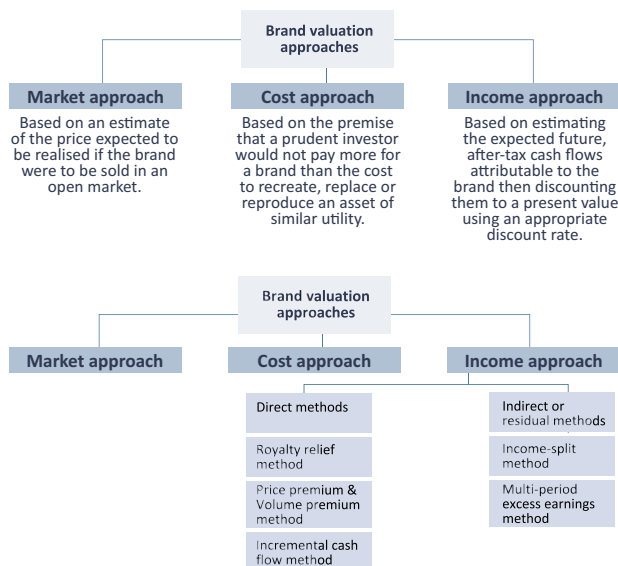 Brand valuation
approaches
Market approach
Based on an estimate
of the price expected to
be realised if the brand
were to be sold in an
open market.
Cost approach
Based on the premise
that a prudent investor
would not pay more for
a brand than the cost
to recreate, replace or
reproduce an asset of
similar utility.
Income approach
Based on estimating
the expected future,
after-tax cash flows
attributable to the
brand then discounting
them to a present value
using an appropriate
discount rate.
Brand valuation
approaches
Market approach
Cost approach
Income approach
Direct methods
Royalty relief
method
Price premium &
Volume premium
method
Incremental cash
flow method
Indirect or
residual methods
Income-split
method
Multi-period
excess earnings
method